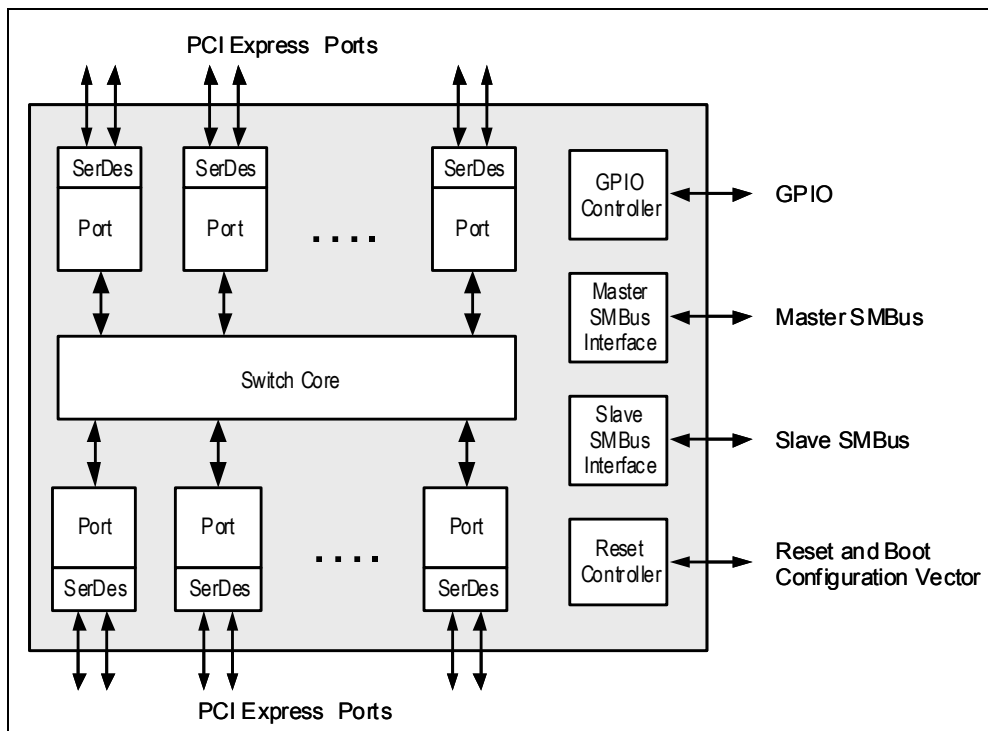 PCI Express Ports
SerDes
SerDes
SerDes
Port
Port
Port
. . . .
GPIO
Controller
GPIO
Master
SMBus
Interface
Master SMBus
Switch Core
Slave
SMBus
Interface
Slave SMBus
Port
Port
Port
. . . .
SerDes
SerDes
SerDes
Reset
Controller
Reset and Boot
Configuration Vector
PCI Express Ports